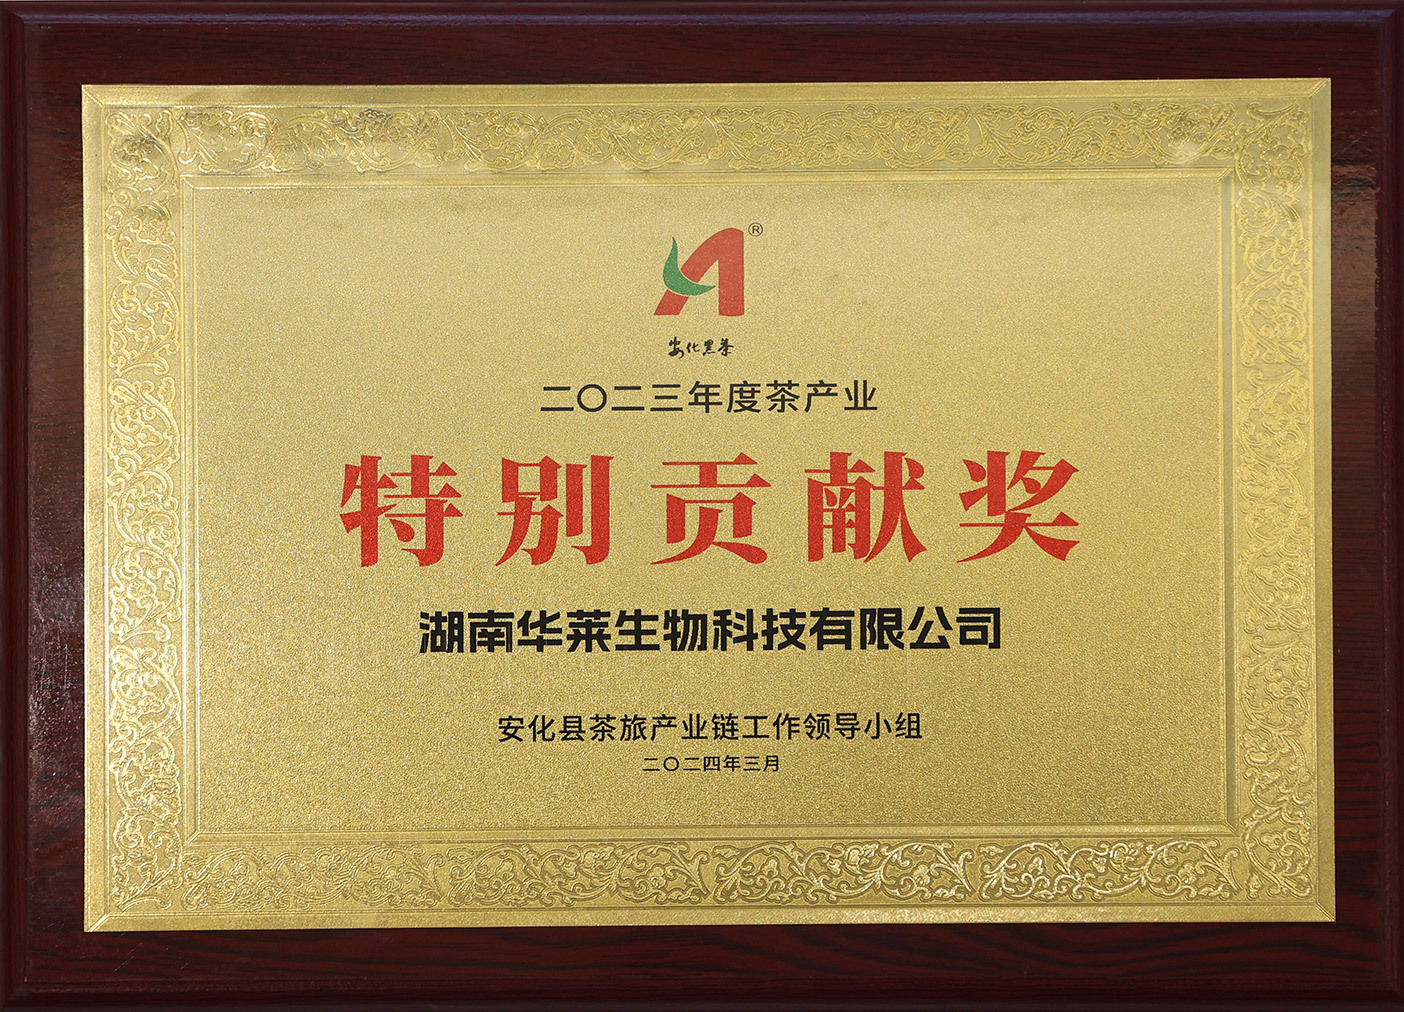 ®
安化黑茶
二〇二三年度茶产业
特别贡献奖
湖南华莱生物科技有限公司
安化县茶旅产业链工作领导小组
二〇二四年三月